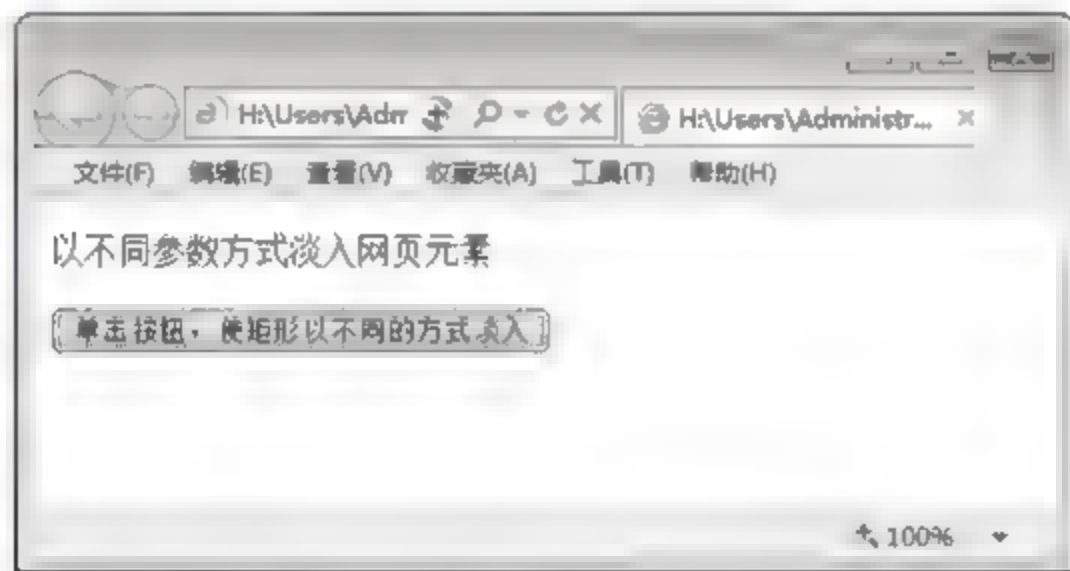 H:\Users\Adm H:\Users\Administr...
文件(F) 编辑(E) 查看(V) 收藏夹(A) 工具(T) 帮助(H)
以不同参数方式淡入网页元素
单击按钮，使矩形以不同的方式淡入
100%